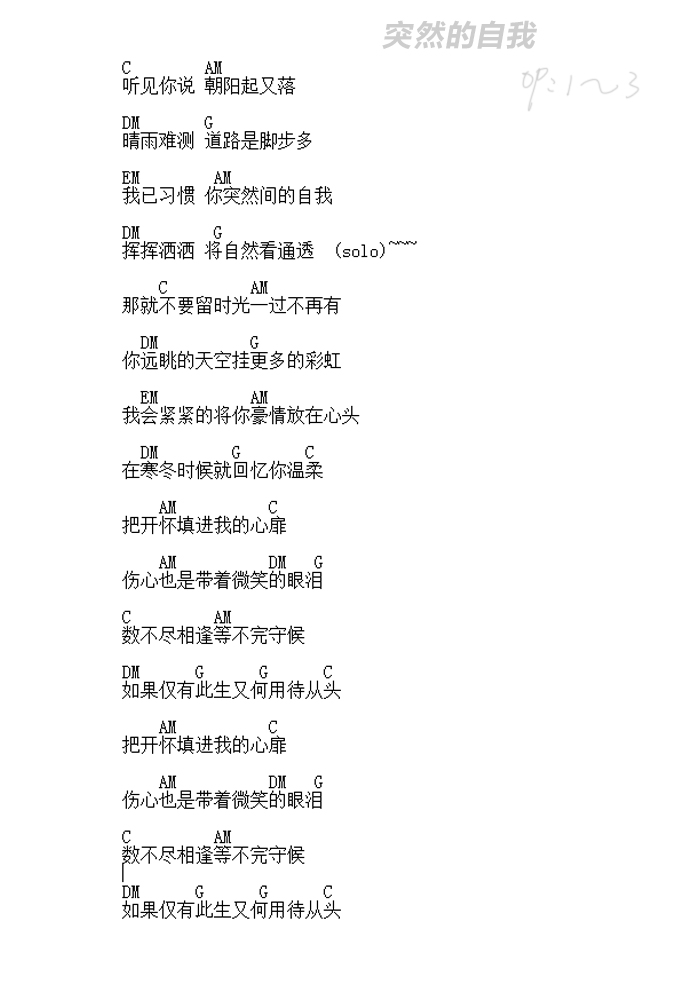 突然的自我
C AM
听见你说 朝阳起又落
DM G
晴雨难测 道路是脚步多
EM AM
我已习惯 你突然间的自我
DM G
挥挥洒洒 将自然看通透 (solo)~~~
C AM
那就不要留时光一过不再有
DM G
你远眺的天空挂更多的彩虹
EM AM
我会紧紧的将你豪情放在心头
DM G C
在寒冬时候就回忆你温柔
AM C
把开怀填进我的心扉
AM DM G
伤心也是带着微笑的眼泪
C AM
数不尽相逢等不完守候
DM G G C
如果仅有此生又何用待从头
AM C
把开怀填进我的心扉
AM DM G
伤心也是带着微笑的眼泪
C AM
数不尽相逢等不完守候
DM G G C
如果仅有此生又何用待从头